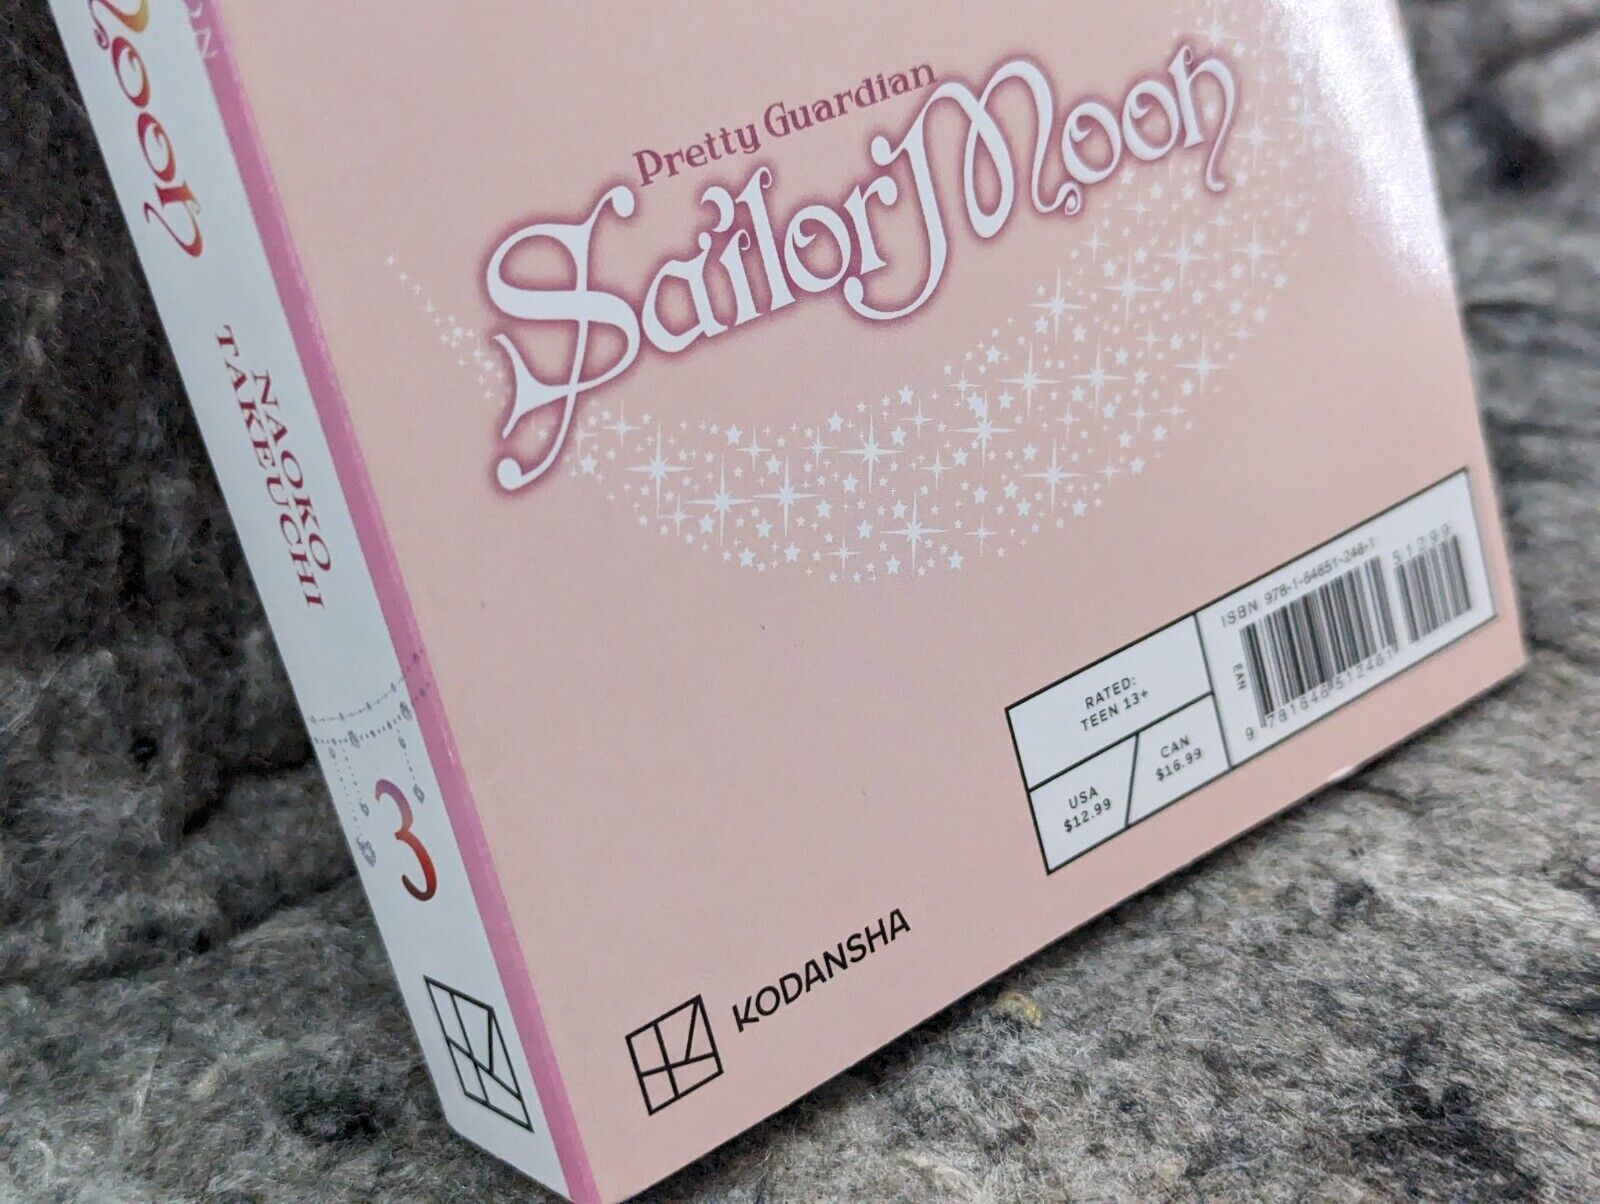 Moon
NAOKO
TAKEUCHI
3
Pretty Guardian
Sailor Moon
RATED:
TEEN 13+
USA
$12.99
CAN
$16.99
ISBN 978-1-64651-248-1
51299
EAN
9 781646 512481
KODANSHA